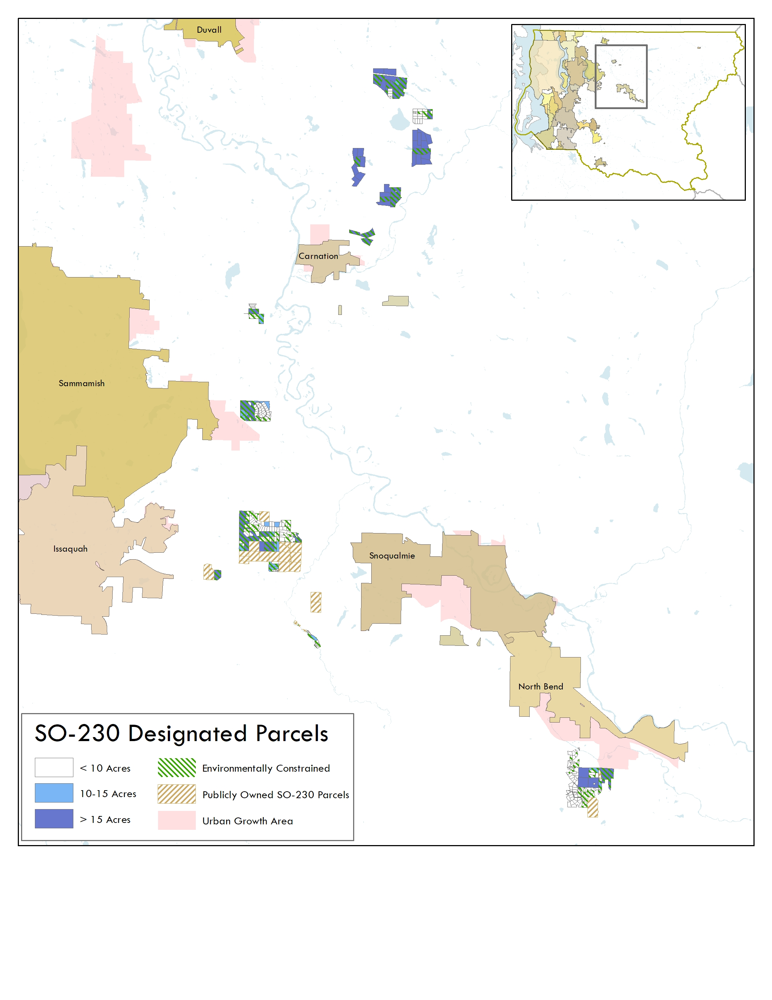 Duvall
Carnation
Sammamish
Issaquah
Snoqualmie
North Bend
SO-230 Designated Parcels
< 10 Acres
Environmentally Constrained
10-15 Acres
Publicly Owned SO-230 Parcels
> 15 Acres
Urban Growth Area